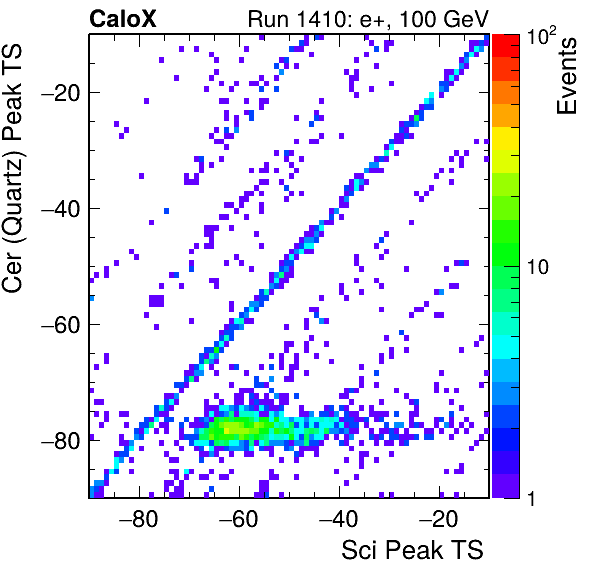 CaloX Run 1410: e+, 100 GeV
Cer (Quartz) Peak TS
−20
−40
−60
−80
−80 −60 −40 −20
Sci Peak TS
10²
10
1
Events